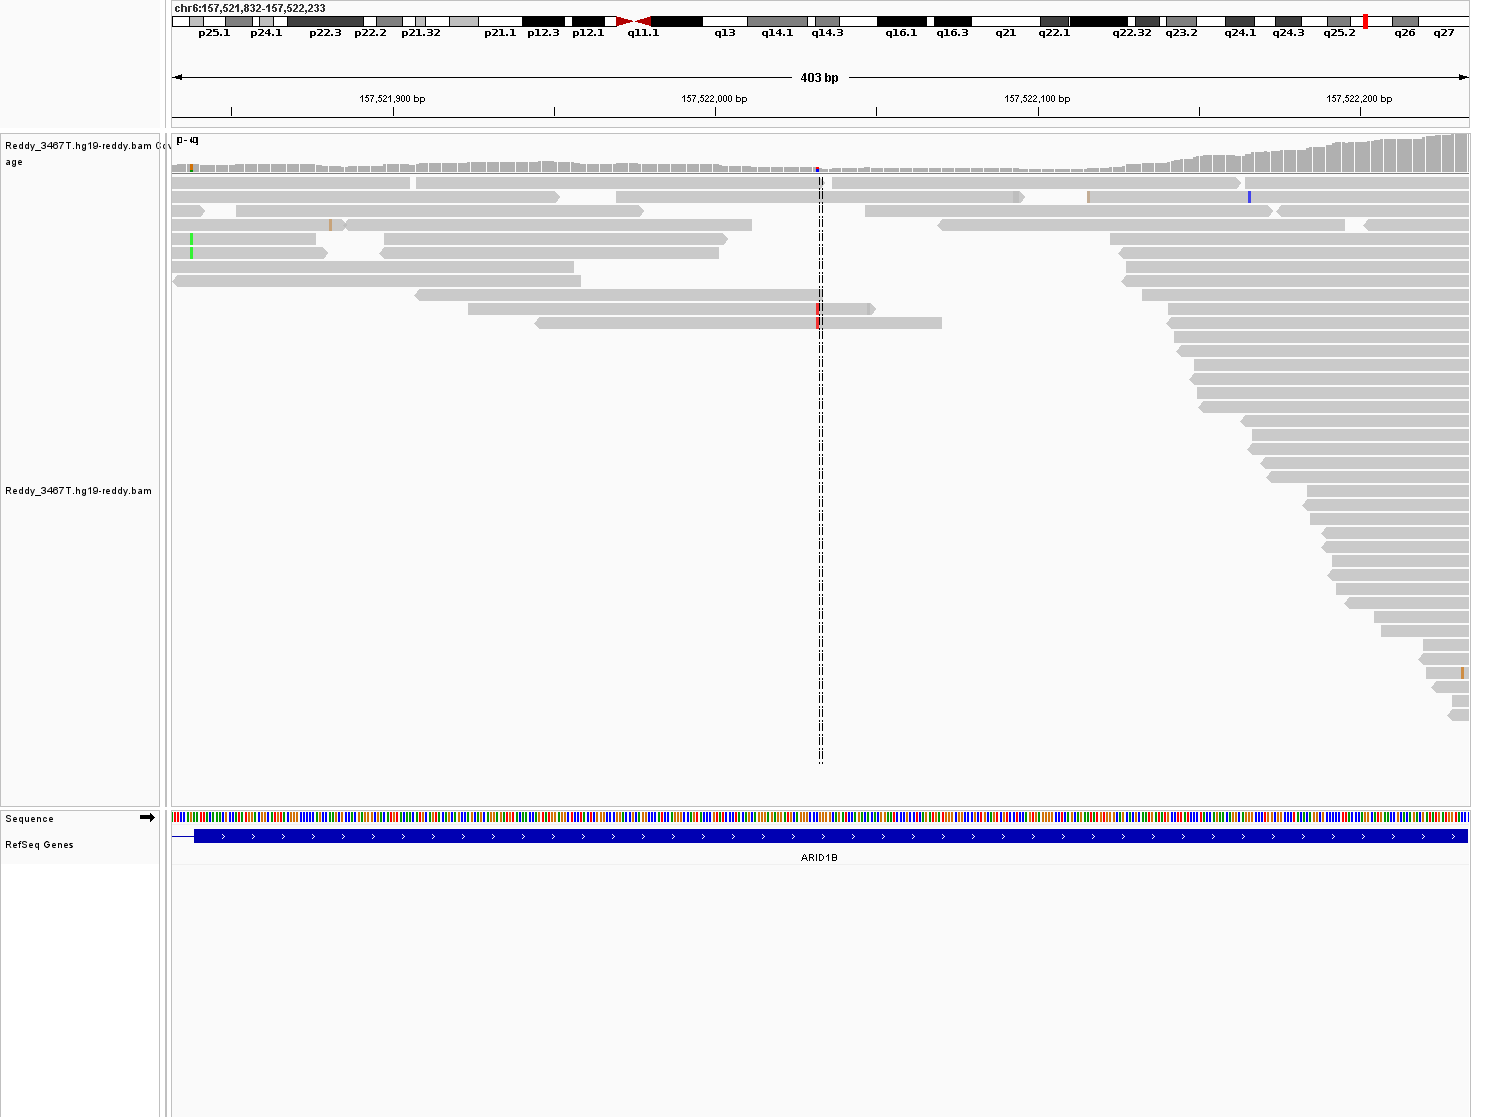 chr6:157,521,832-157,522,233
p25.1 p24.1 p22.3 p22.2 p21.32 p21.1 p12.3 p12.1 q11.1 q13 q14.1 q14.3 q16.1 q16.3 q21 q22.1 q22.32 q23.2 q24.1 q24.3 q25.2 q26 q27
403 bp
157,521,900 bp 157,522,000 bp 157,522,100 bp 157,522,200 bp
Reddy_3467T.hg19-reddy.bam Cov
age
Reddy_3467T.hg19-reddy.bam
Sequence
RefSeq Genes
ARID1B